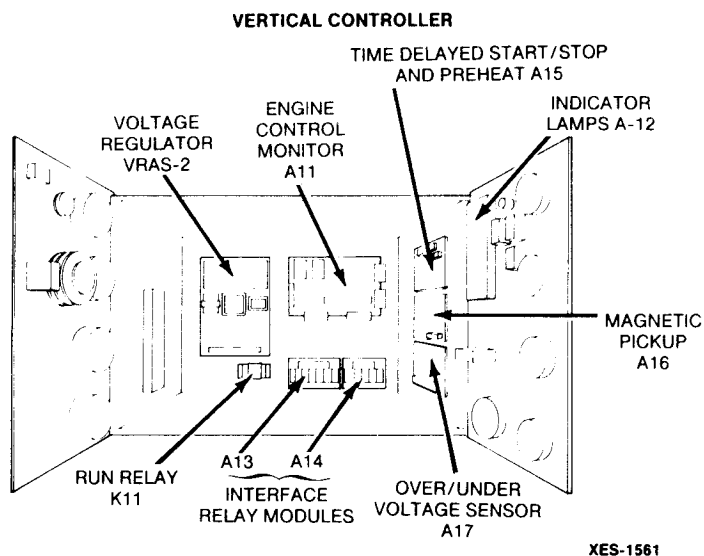 VERTICAL CONTROLLER
TIME DELAYED START/STOP
AND PREHEAT A15
VOLTAGE
REGULATOR
VRAS-2
ENGINE
CONTROL
MONITOR
A11
INDICATOR
LAMPS A-12
MAGNETIC
PICKUP
A16
RUN RELAY
K11
A13
A14
INTERFACE
RELAY MODULES
OVER/UNDER
VOLTAGE SENSOR
A17
XES-1561